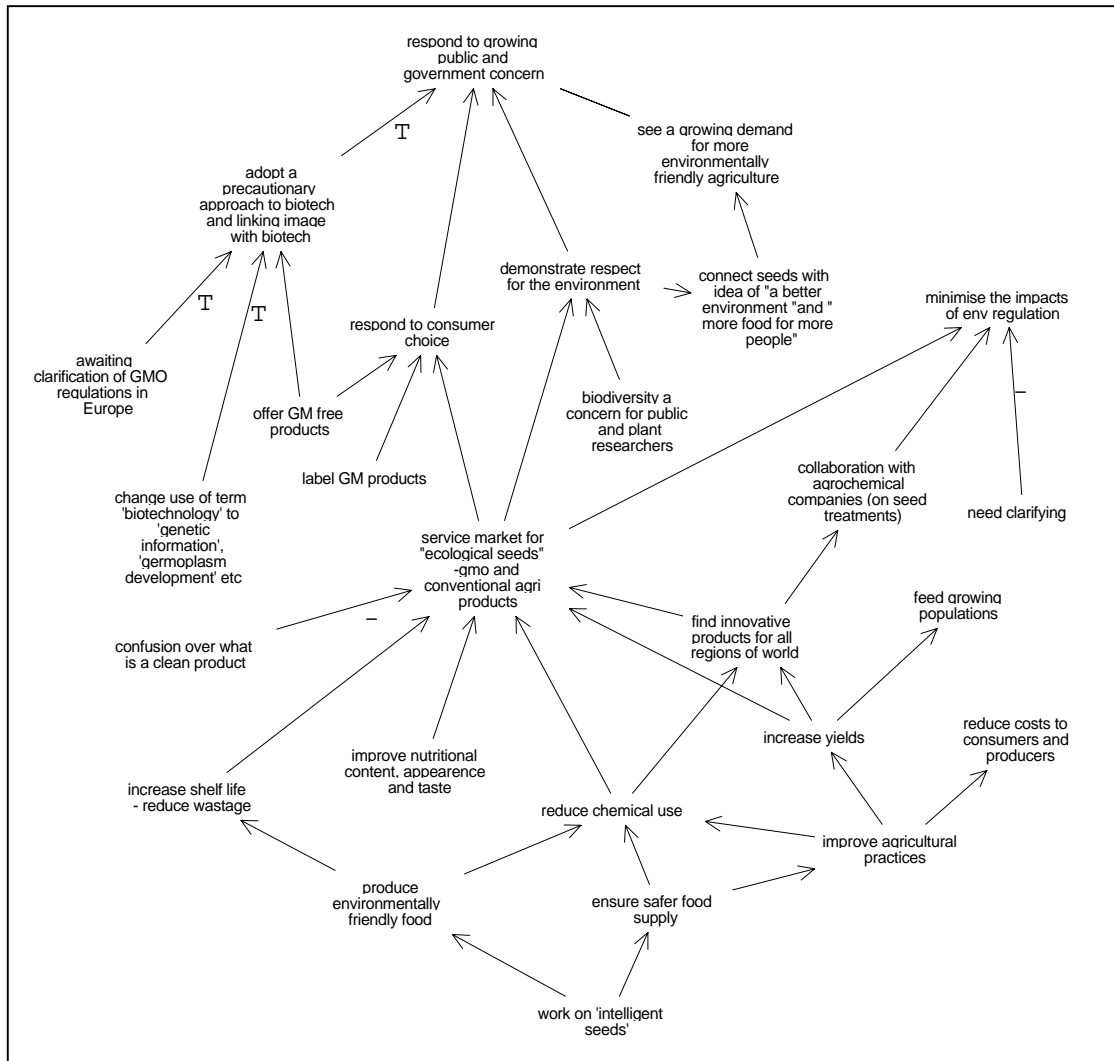 respond to growing
public and
government concern
T
see a growing demand
for more
environmentally
friendly agriculture
adopt a
precautionary
approach to biotech
and linking image
with biotech
demonstrate respect
for the environment
connect seeds with
idea of "a better
environment "and "
more food for more
people"
minimise the impacts
of env regulation
T
T
respond to consumer
choice
awaiting
clarification of GMO
regulations in
Europe
offer GM free
products
biodiversity a
concern for public
and plant
researchers
-
label GM products
collaboration with
agrochemical
companies (on seed
treatments)
need clarifying
change use of term
'biotechnology' to
'genetic
information',
'germoplasm
development' etc
service market for
"ecological seeds"
-gmo and
conventional agri
products
feed growing
populations
-
confusion over what
is a clean product
find innovative
products for all
regions of world
increase yields
reduce costs to
consumers and
producers
improve nutritional
content, appearence
and taste
increase shelf life
- reduce wastage
reduce chemical use
improve agricultural
practices
produce
environmentally
friendly food
ensure safer food
supply
work on 'intelligent
seeds'